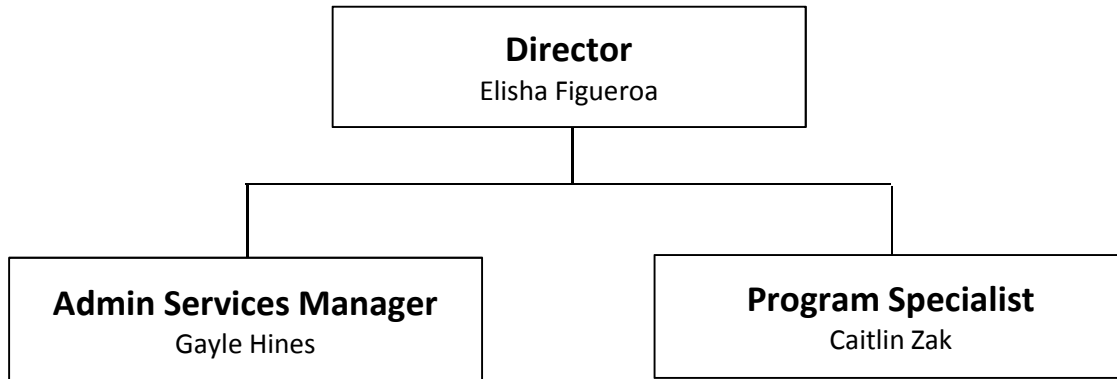 Director
Elisha Figueroa
Admin Services Manager
Gayle Hines
Program Specialist
Caitlin Zak